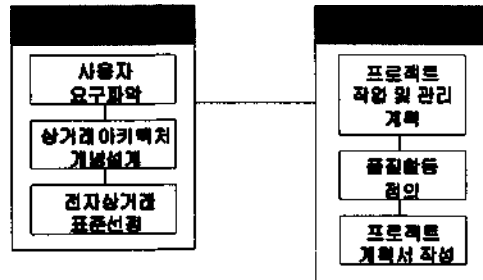 사용자
요구파악
상거래 아키텍처
개념설계
전자상거래
표준선정
프로젝트
작업 및 관리
계획
품질활동
정의
프로젝트
계획서 작성